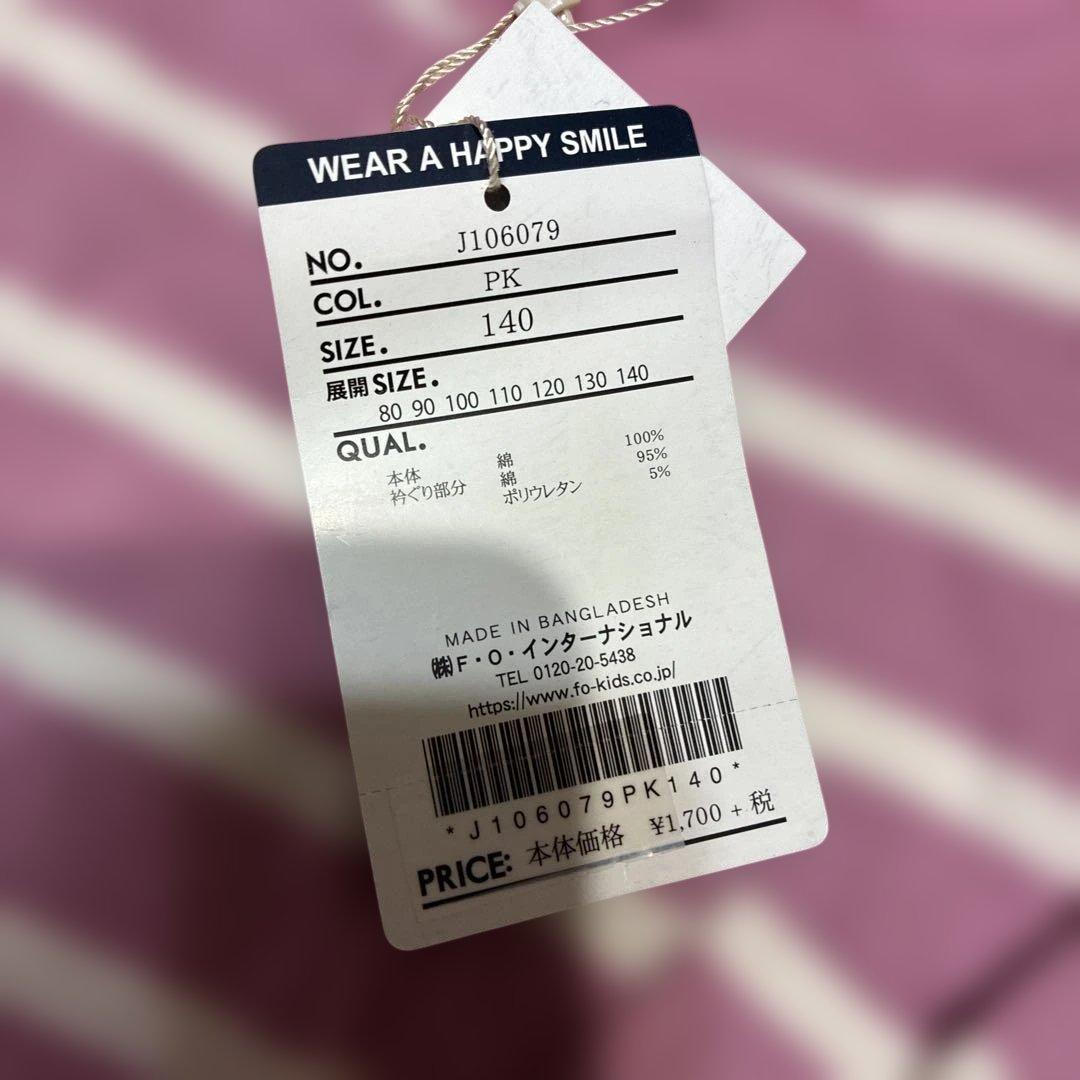 WEAR A HAPPY SMILE
NO. J106079
COL. PK
SIZE. 140
展開SIZE.
80 90 100 110 120 130 140
QUAL.
本体 綿 100%
衿ぐり部分 綿 95%
ポリウレタン 5%
MADE IN BANGLADESH
㈱F・O・インターナショナル
TEL 0120-20-5438
https://www.fo-kids.co.jp/
*J106079PK140*
PRICE: 本体価格 ¥1,700 + 税